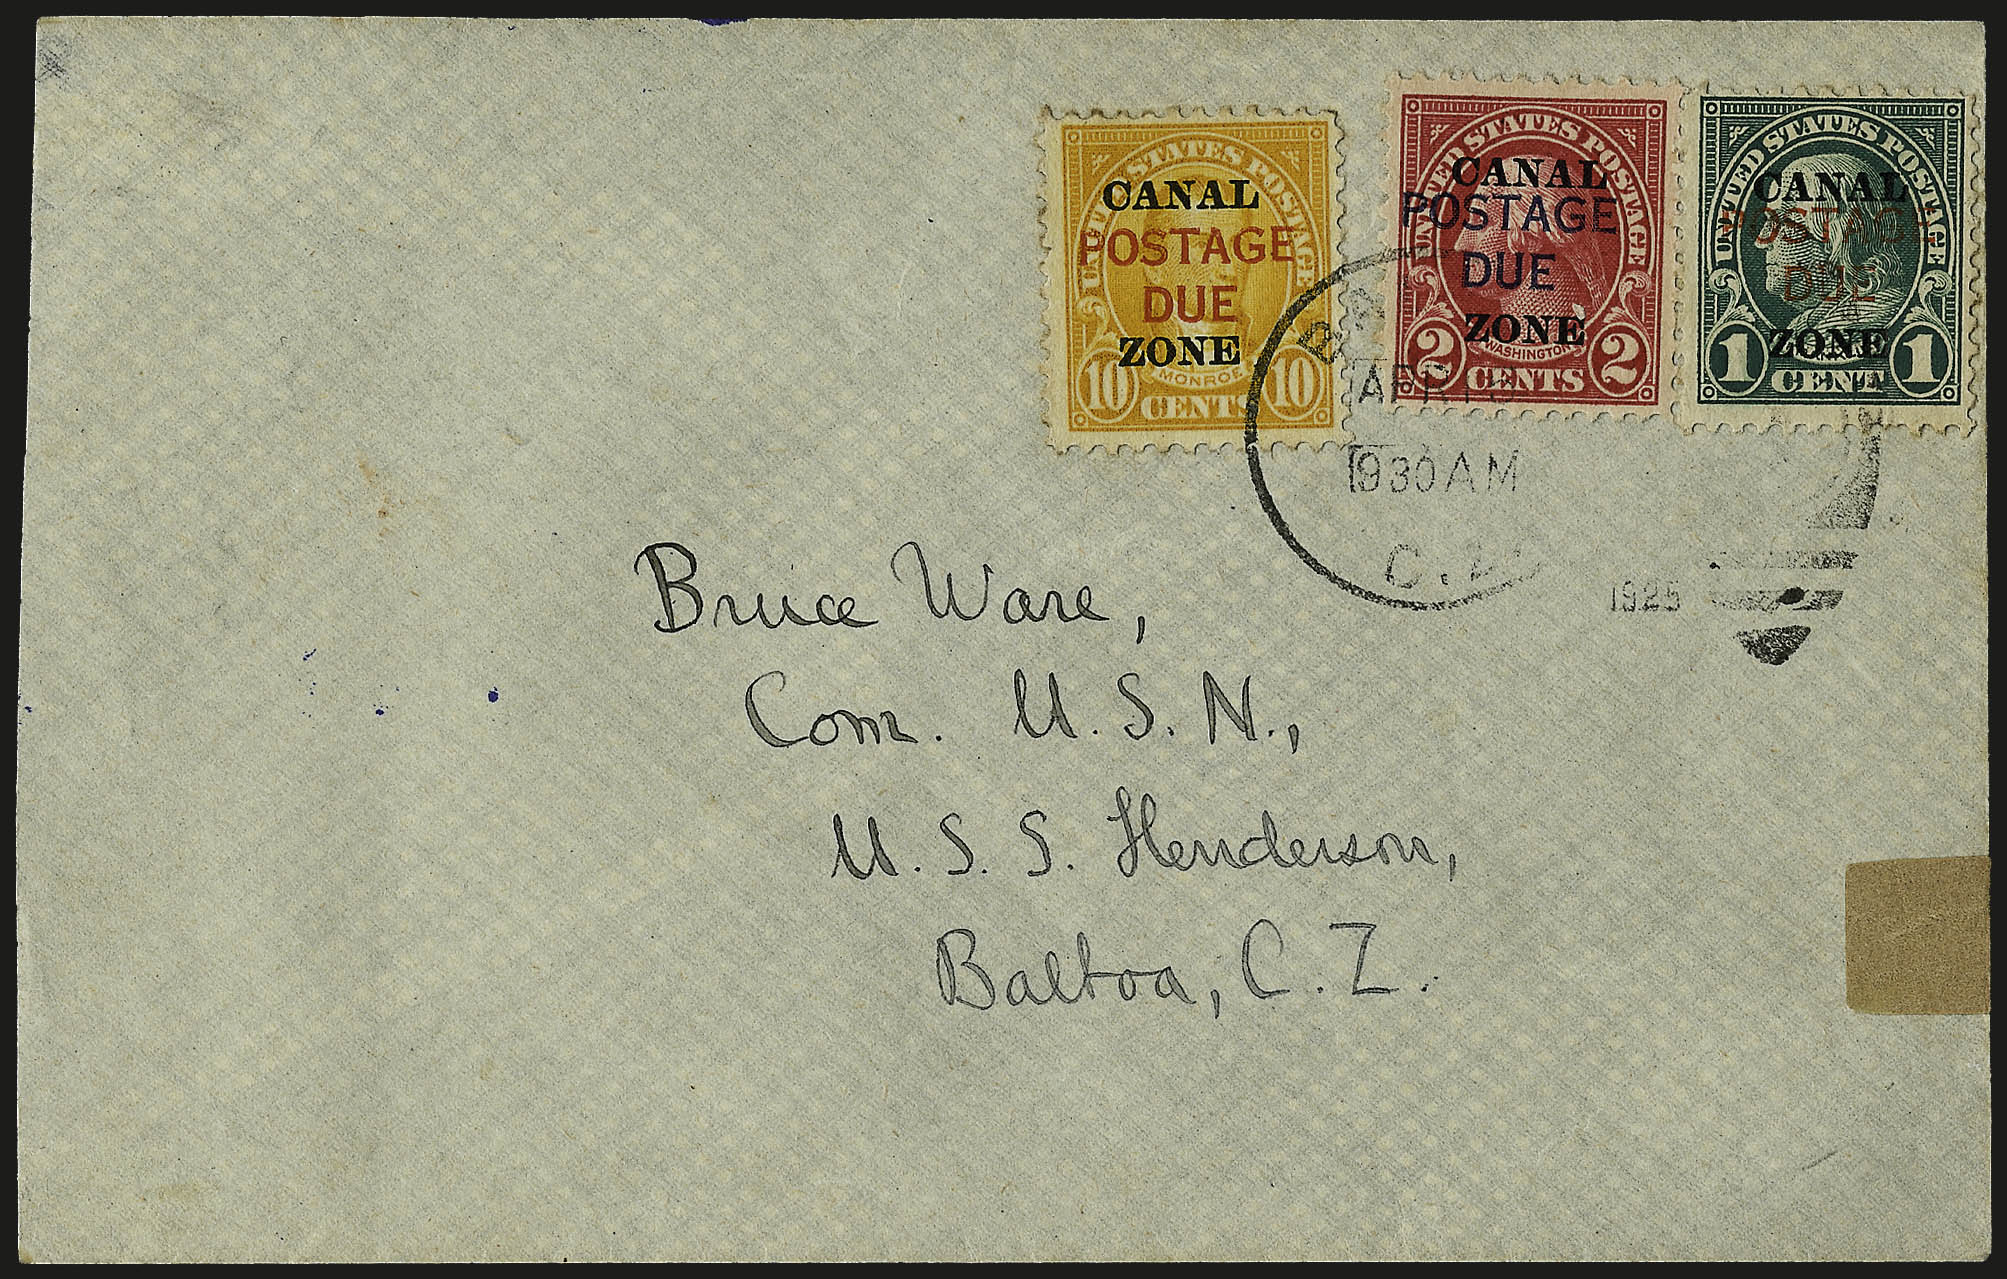 UNITED STATES POSTAGE
CANAL
POSTAGE
DUE
ZONE
MONROE
10 CENTS 10
UNITED STATES POSTAGE
CANAL
POSTAGE
DUE
ZONE
WASHINGTON
2 CENTS 2
UNITED STATES POSTAGE
CANAL
POSTAGE
DUE
ZONE
1 CENT 1
APR
930 AM
C.Z.
1925
Bruce Ware,
Com. U. S. N.,
U. S. S. Henderson,
Balboa, C. Z.